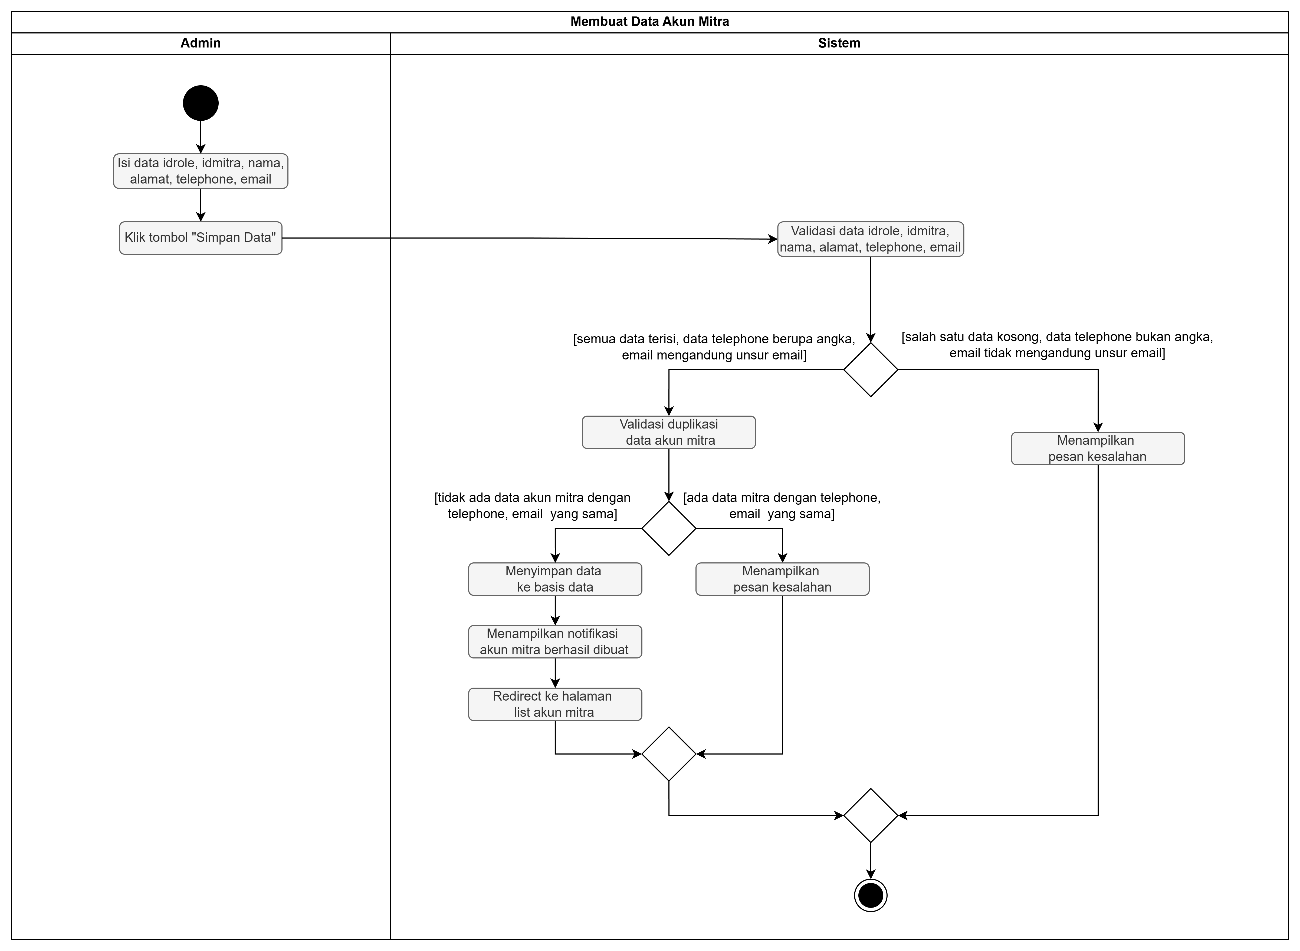 Membuat Data Akun Mitra
Admin
Sistem
Isi data idrole, idmitra, nama,
alamat, telephone, email
Klik tombol "Simpan Data"
Validasi data idrole, idmitra,
nama, alamat, telephone, email
[semua data terisi, data telephone berupa angka,
email mengandung unsur email]
[salah satu data kosong, data telephone bukan angka,
email tidak mengandung unsur email]
Validasi duplikasi
data akun mitra
Menampilkan
pesan kesalahan
[tidak ada data akun mitra dengan
telephone, email  yang sama]
[ada data mitra dengan telephone,
email  yang sama]
Menyimpan data
ke basis data
Menampilkan
pesan kesalahan
Menampilkan notifikasi
akun mitra berhasil dibuat
Redirect ke halaman
list akun mitra